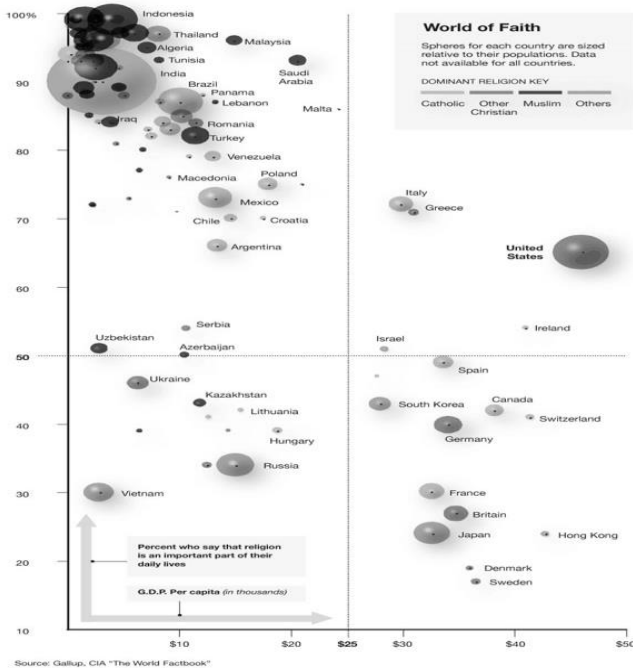 100%
90
80
70
60
50
40
30
20
10
$10
$20
$25
$30
$40
$50
World of Faith
Spheres for each country are sized
relative to their populations. Data
not available for all countries.
DOMINANT RELIGION KEY
Catholic
Other
Christian
Muslim
Others
Indonesia
Thailand
Malaysia
Algeria
Tunisia
Saudi
Arabia
India
Brazil
Panama
Lebanon
Malta
Iraq
Romania
Turkey
Venezuela
Macedonia
Poland
Mexico
Italy
Greece
Chile
Croatia
Argentina
United
States
Serbia
Ireland
Uzbekistan
Azerbaijan
Israel
Spain
Ukraine
Kazakhstan
Lithuania
South Korea
Canada
Switzerland
Hungary
Germany
Russia
Vietnam
France
Britain
Japan
Hong Kong
Denmark
Sweden
Percent who say that religion
is an important part of their
daily lives
G.D.P. Per capita (in thousands)
Source: Gallup, CIA "The World Factbook"